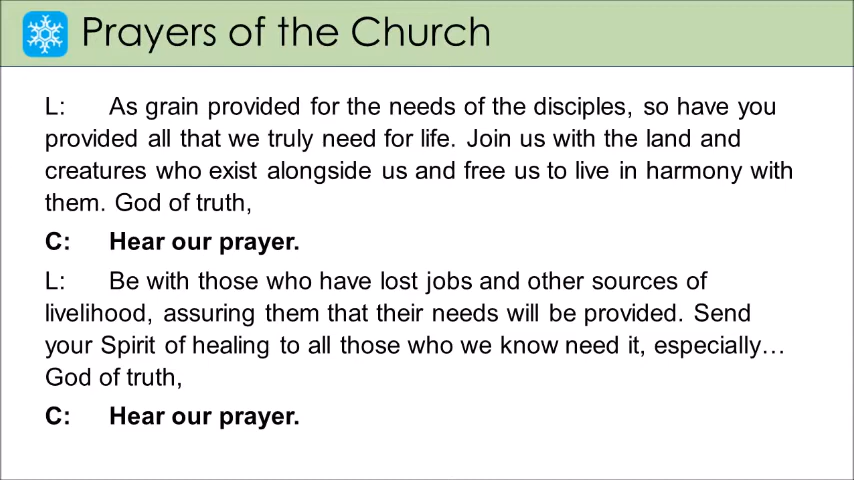 Prayers of the Church
L: As grain provided for the needs of the disciples, so have you
provided all that we truly need for life. Join us with the land and
creatures who exist alongside us and free us to live in harmony with
them. God of truth,
C: Hear our prayer.
L: Be with those who have lost jobs and other sources of
livelihood, assuring them that their needs will be provided. Send
your Spirit of healing to all those who we know need it, especially…
God of truth,
C: Hear our prayer.